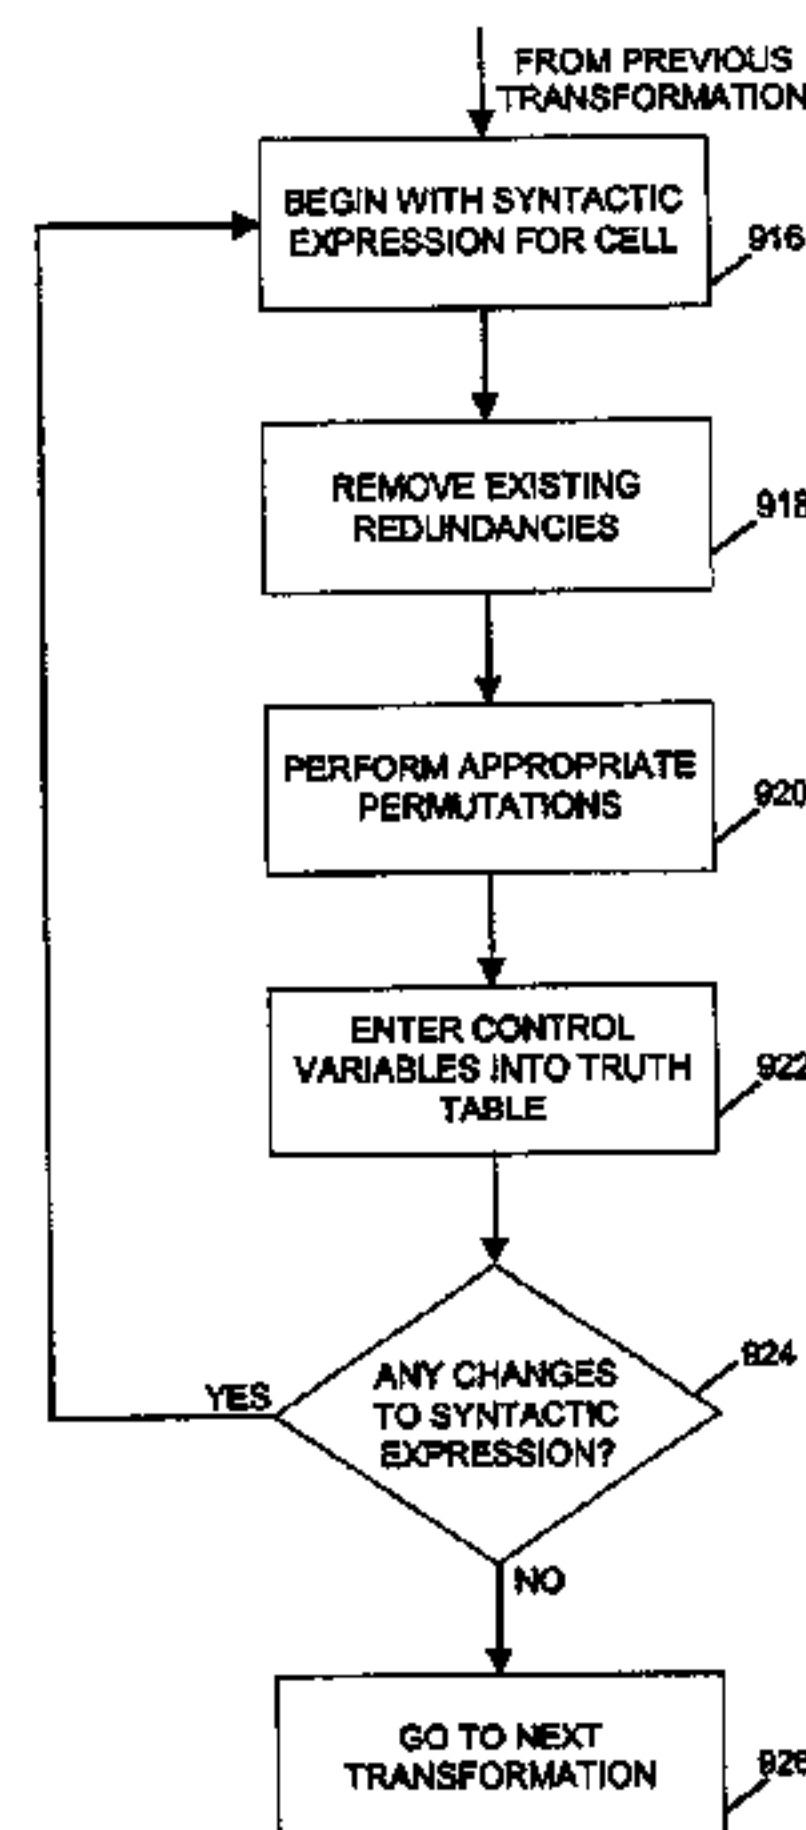 FROM PREVIOUS
TRANSFORMATION
BEGIN WITH SYNTACTIC
EXPRESSION FOR CELL
916
REMOVE EXISTING
REDUNDANCIES
918
PERFORM APPROPRIATE
PERMUTATIONS
920
ENTER CONTROL
VARIABLES INTO TRUTH
TABLE
922
ANY CHANGES
TO SYNTACTIC
EXPRESSION?
924
YES
NO
GO TO NEXT
TRANSFORMATION
926